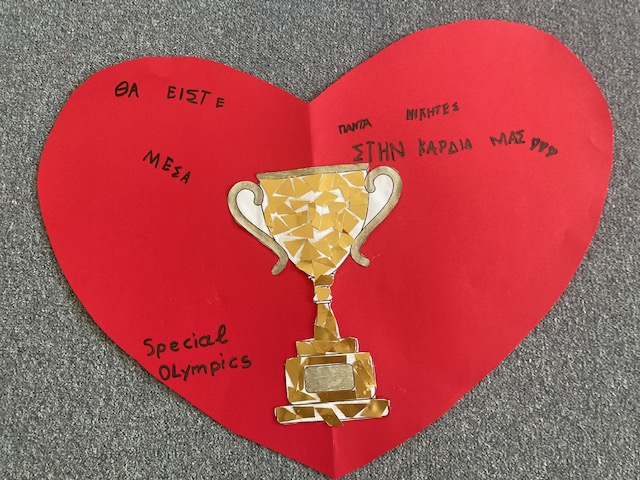 ΘΑ ΕΙΣΤΕ ΠΑΝΤΑ ΝΙΚΗΤΕΣ
ΜΕΣΑ ΣΤΗΝ ΚΑΡΔΙΑ ΜΑΣ ♡♡♡
Special
OLympics